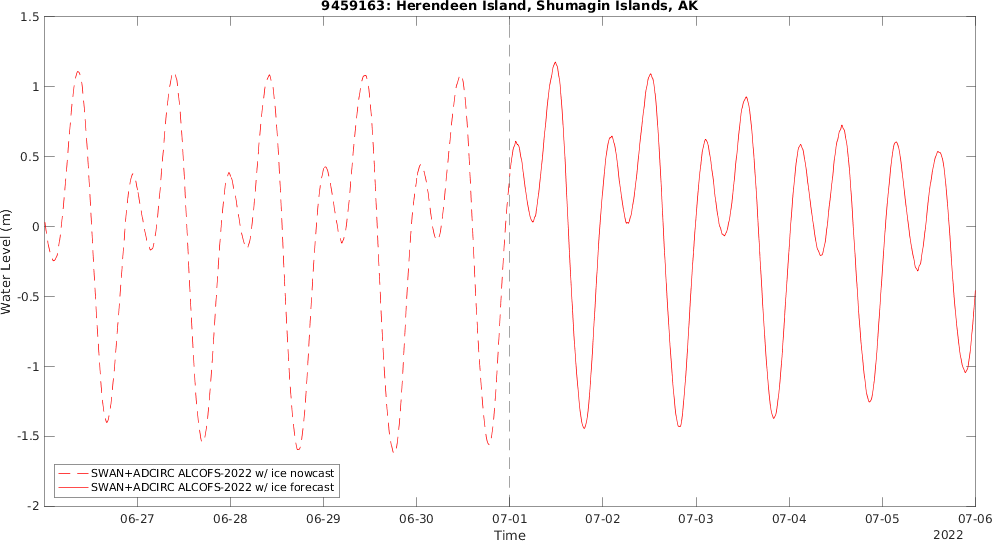 9459163: Herendeen Island, Shumagin Islands, AK
1.5
1
0.5
0
-0.5
-1
-1.5
-2
Water Level (m)
SWAN+ADCIRC ALCOFS-2022 w/ ice nowcast
SWAN+ADCIRC ALCOFS-2022 w/ ice forecast
06-27 06-28 06-29 06-30 07-01 07-02 07-03 07-04 07-05 07-06
Time
2022